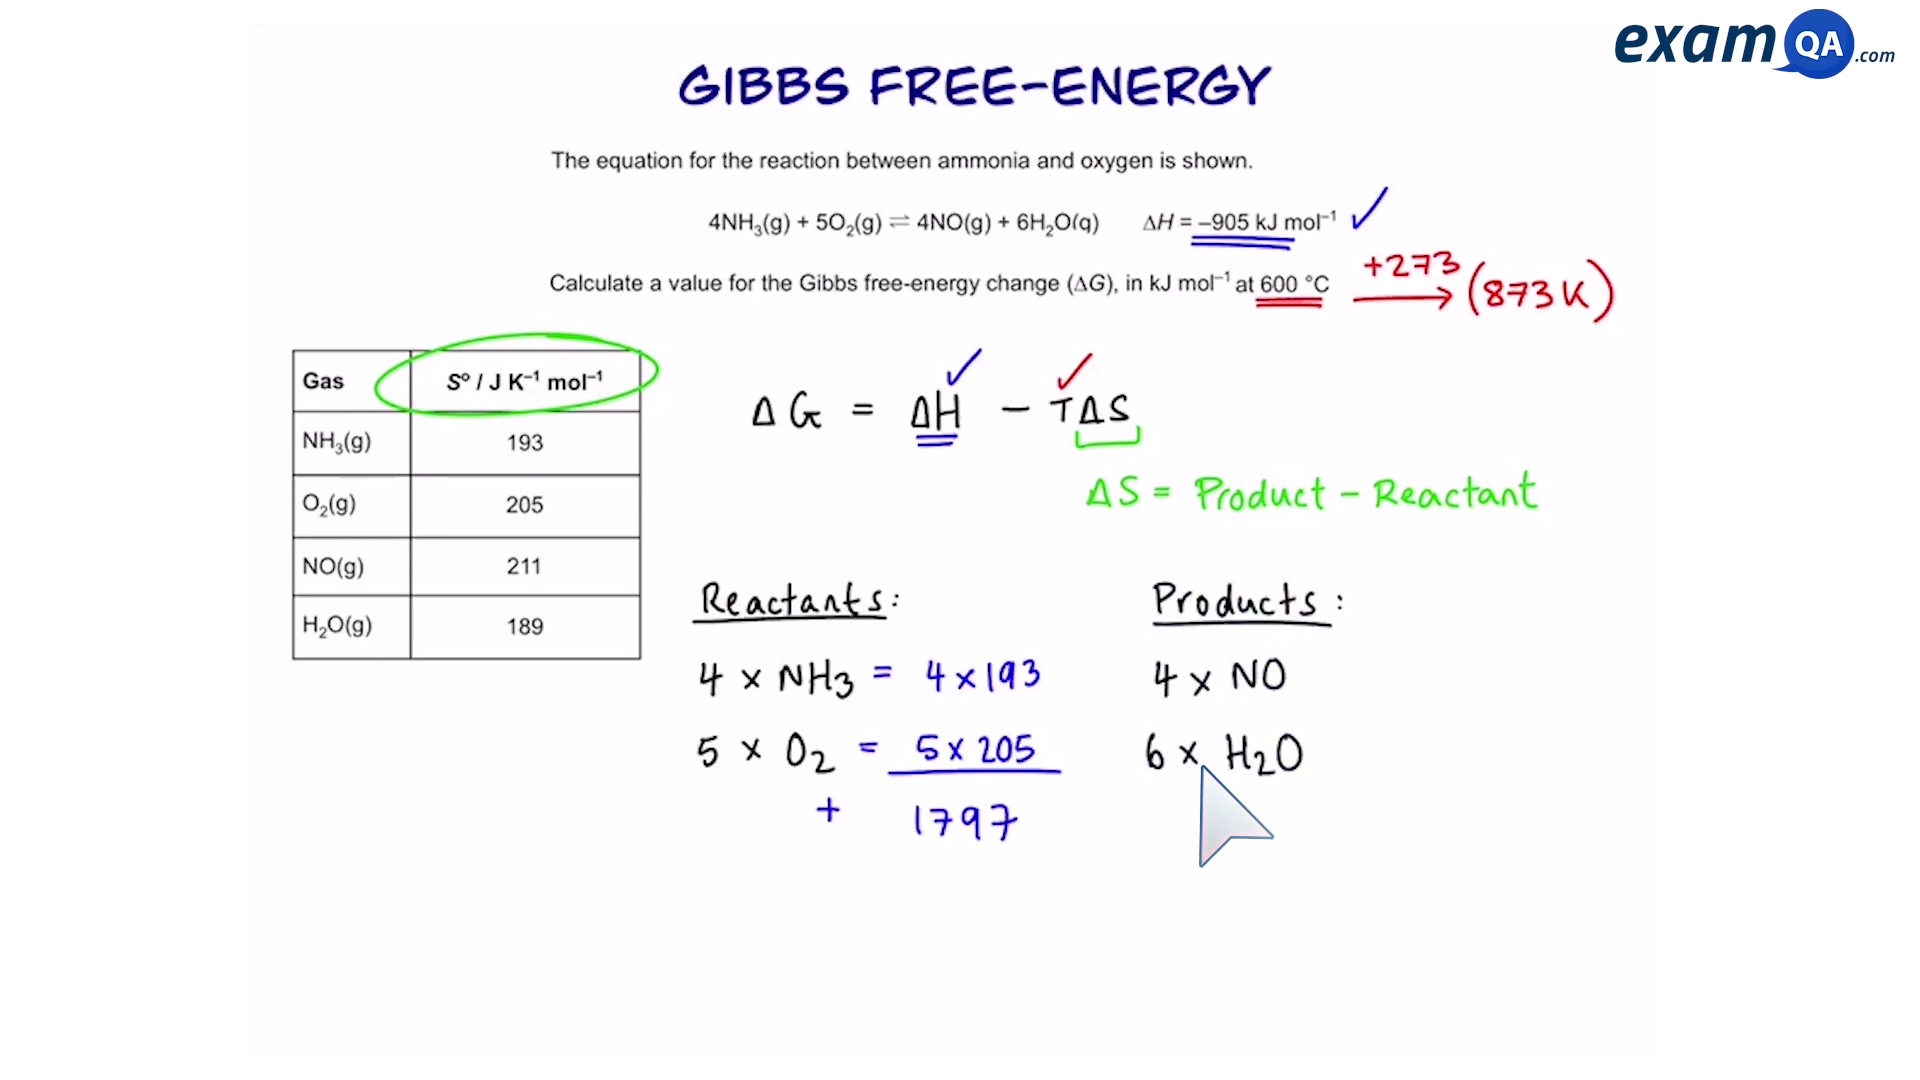 examQA.com
GIBBS FREE-ENERGY
The equation for the reaction between ammonia and oxygen is shown.
4NH₃(g) + 5O₂(g) ⇌ 4NO(g) + 6H₂O(g) ΔH = –905 kJ mol⁻¹ ✓
Calculate a value for the Gibbs free-energy change (ΔG), in kJ mol⁻¹ at 600 °C
+273
(873K)
Gas S° / J K⁻¹ mol⁻¹
NH₃(g) 193
O₂(g) 205
NO(g) 211
H₂O(g) 189
ΔG = ΔH – TΔS
ΔS = Product – Reactant
Reactants:
4 × NH3 = 4×193
5 × O2 = 5×205
+ 1797
Products:
4 × NO
6 × H2O